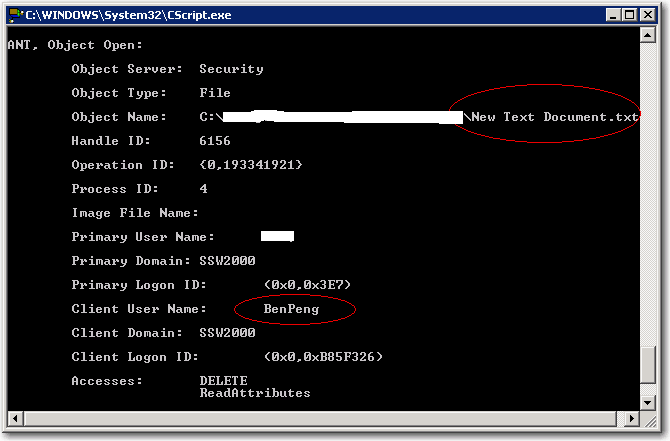 C:\WINDOWS\System32\CScript.exe
ANT, Object Open:
Object Server: Security
Object Type: File
Object Name: C:\ \New Text Document.txt
Handle ID: 6156
Operation ID: {0,193341921}
Process ID: 4
Image File Name:
Primary User Name:
Primary Domain: SSW2000
Primary Logon ID: (0x0,0x3E7)
Client User Name: BenPeng
Client Domain: SSW2000
Client Logon ID: (0x0,0xB85F326)
Accesses: DELETE
ReadAttributes